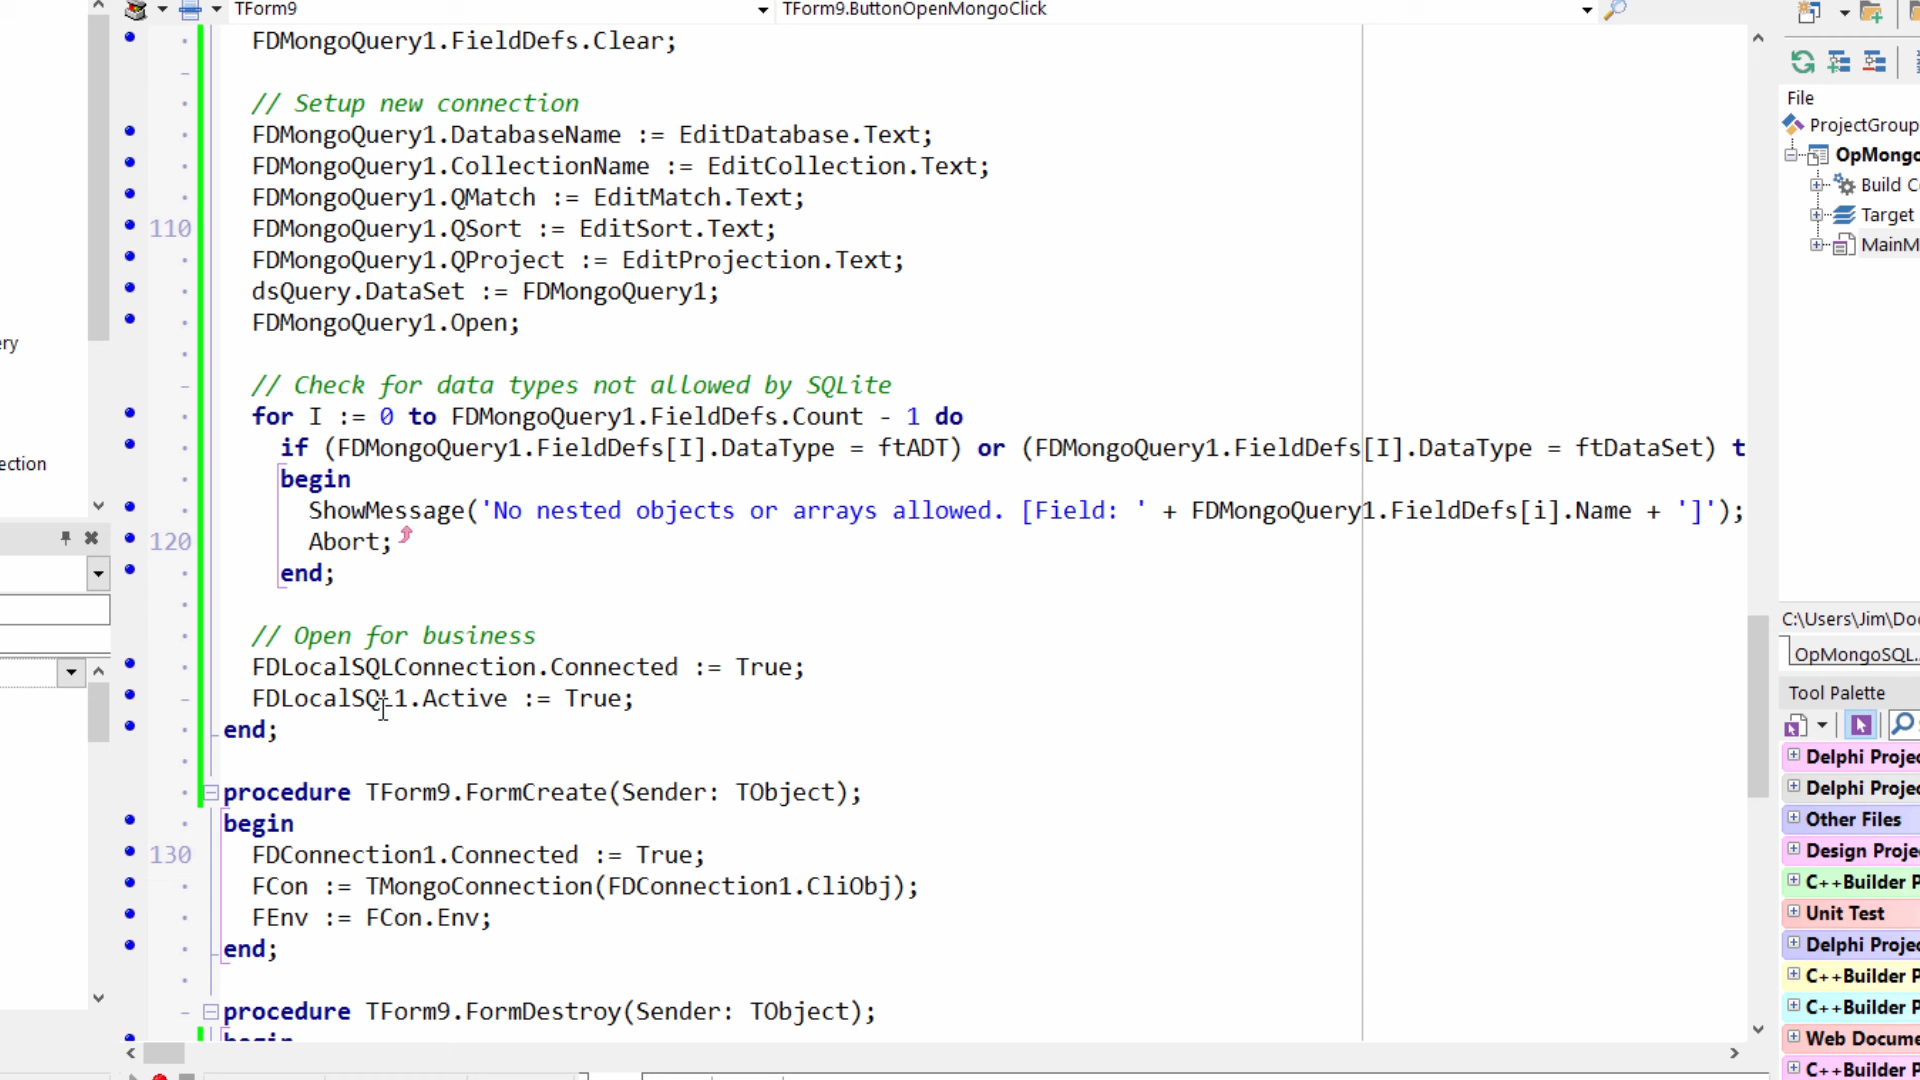 TForm9
TForm9.ButtonOpenMongoClick
FDMongoQuery1.FieldDefs.Clear;
// Setup new connection
FDMongoQuery1.DatabaseName := EditDatabase.Text;
FDMongoQuery1.CollectionName := EditCollection.Text;
FDMongoQuery1.QMatch := EditMatch.Text;
110 FDMongoQuery1.QSort := EditSort.Text;
FDMongoQuery1.QProject := EditProjection.Text;
dsQuery.DataSet := FDMongoQuery1;
FDMongoQuery1.Open;
// Check for data types not allowed by SQLite
for I := 0 to FDMongoQuery1.FieldDefs.Count - 1 do
if (FDMongoQuery1.FieldDefs[I].DataType = ftADT) or (FDMongoQuery1.FieldDefs[I].DataType = ftDataSet) t
begin
ShowMessage('No nested objects or arrays allowed. [Field: ' + FDMongoQuery1.FieldDefs[i].Name + ']');
120 Abort;
end;
// Open for business
FDLocalSQLConnection.Connected := True;
FDLocalSQL1.Active := True;
end;
procedure TForm9.FormCreate(Sender: TObject);
begin
130 FDConnection1.Connected := True;
FCon := TMongoConnection(FDConnection1.CliObj);
FEnv := FCon.Env;
end;
procedure TForm9.FormDestroy(Sender: TObject);
begin
ery
ection
File
ProjectGroup
OpMongo
Build C
Target
MainM
C:\Users\Jim\Do
OpMongoSQL..
Tool Palette
Delphi Projec
Delphi Projec
Other Files
Design Proje
C++Builder P
Unit Test
Delphi Projec
C++Builder P
C++Builder P
Web Docume
C++Builder P